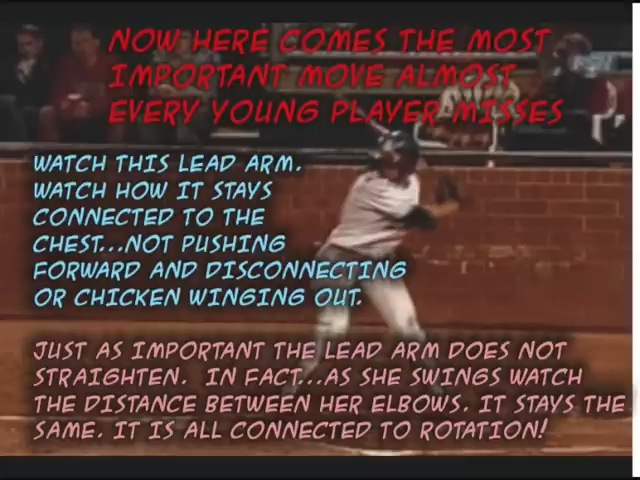 NOW HERE COMES THE MOST
IMPORTANT MOVE ALMOST
EVERY YOUNG PLAYER MISSES
WATCH THIS LEAD ARM.
WATCH HOW IT STAYS
CONNECTED TO THE
CHEST...NOT PUSHING
FORWARD AND DISCONNECTING
OR CHICKEN WINGING OUT.
JUST AS IMPORTANT THE LEAD ARM DOES NOT
STRAIGHTEN. IN FACT...AS SHE SWINGS WATCH
THE DISTANCE BETWEEN HER ELBOWS. IT STAYS THE
SAME. IT IS ALL CONNECTED TO ROTATION!